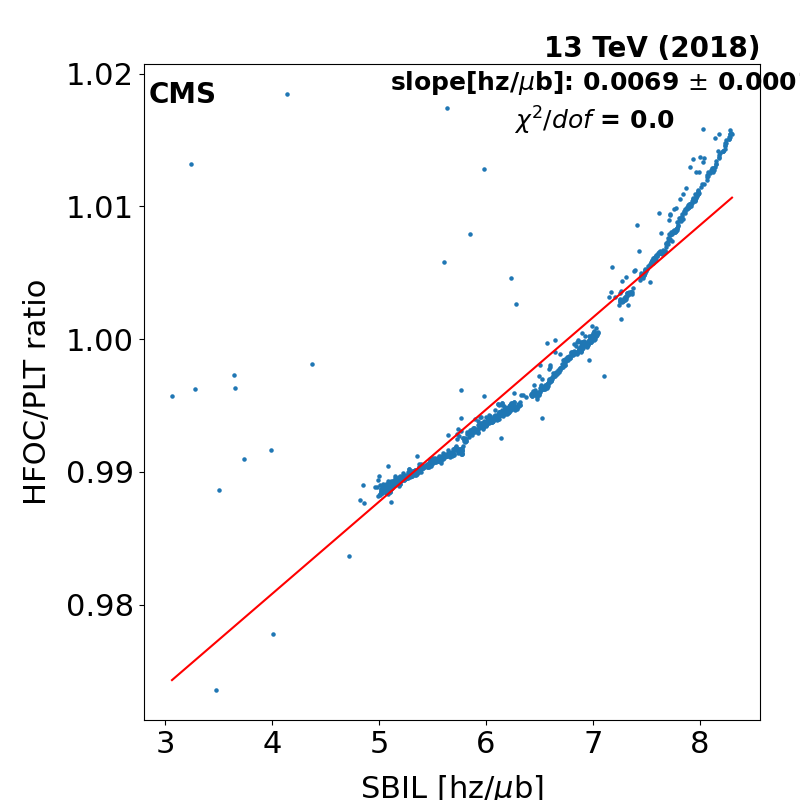 13 TeV (2018)
CMS
slope[hz/μb]: 0.0069 ± 0.000
χ²/dof = 0.0
1.02
1.01
1.00
0.99
0.98
HFOC/PLT ratio
3 4 5 6 7 8
SBIL [hz/μb]